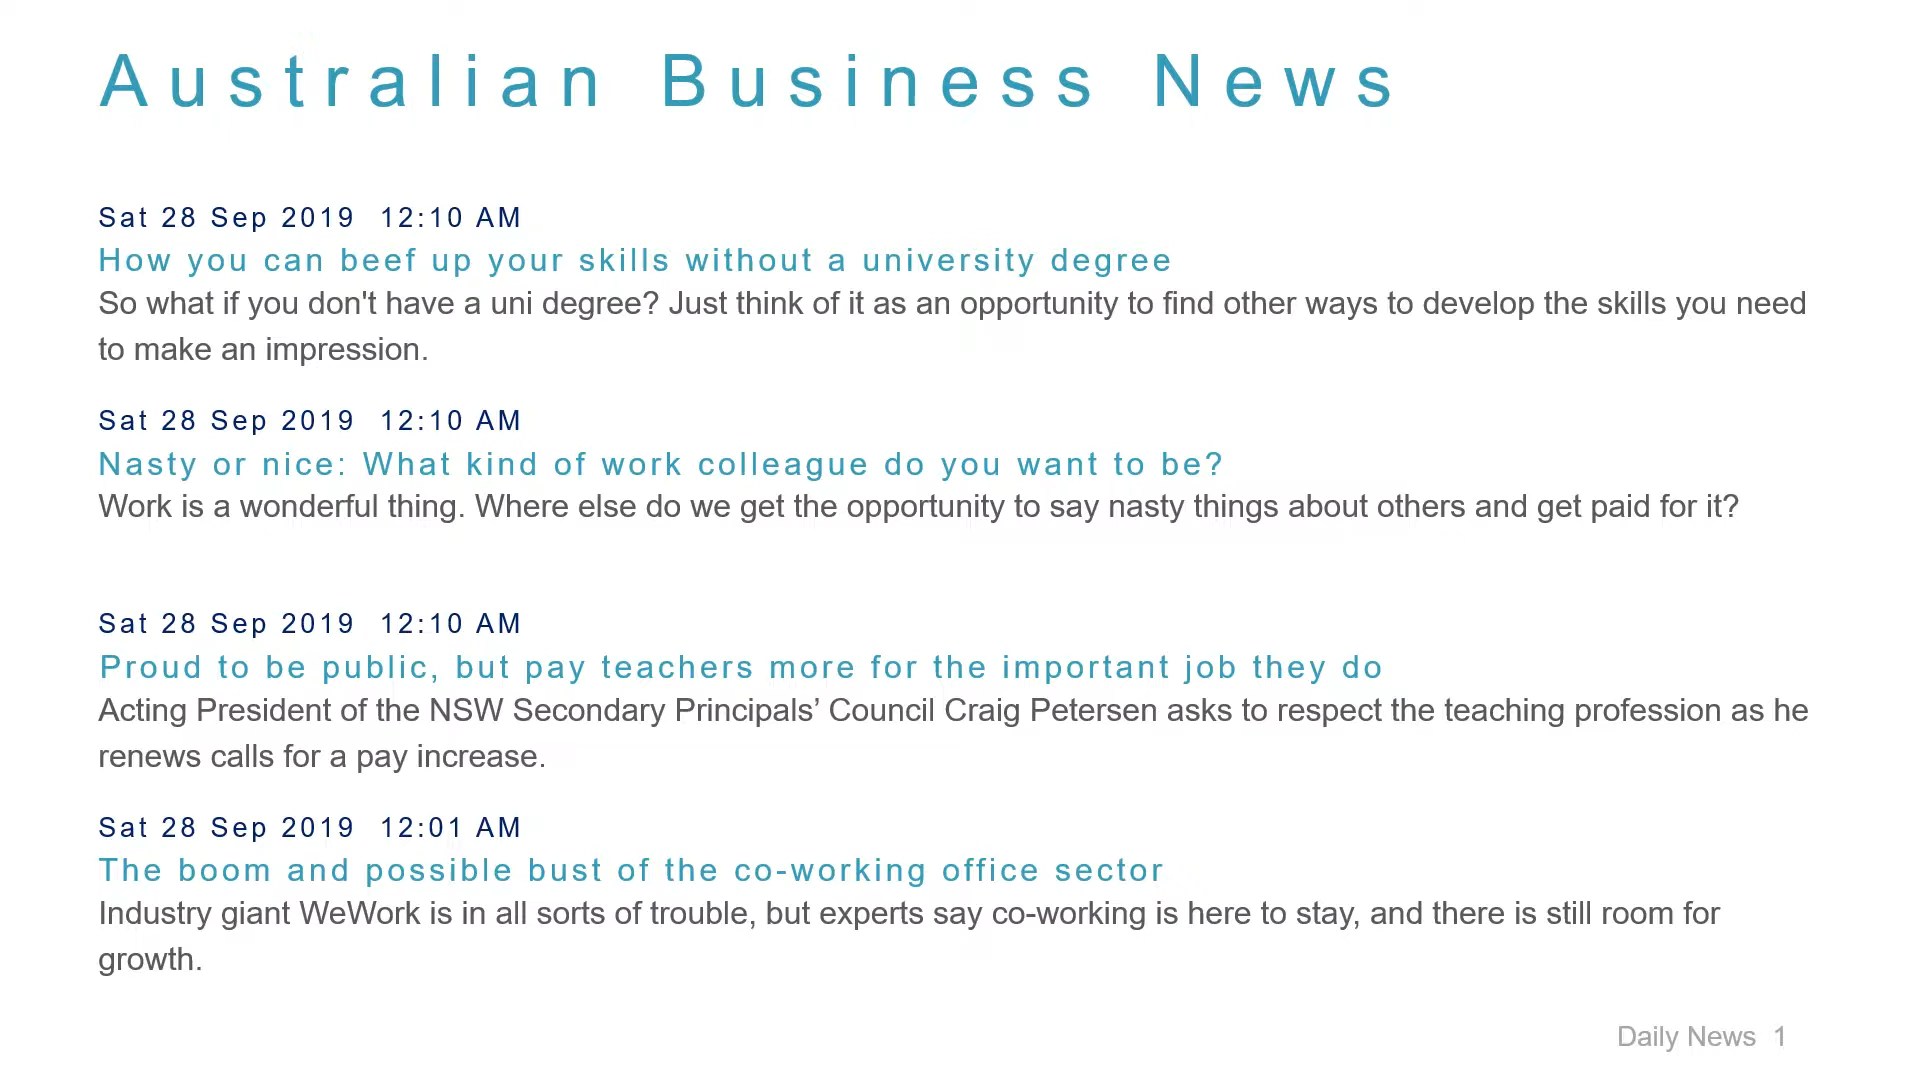 Australian Business News
Sat 28 Sep 2019 12:10 AM
How you can beef up your skills without a university degree
So what if you don't have a uni degree? Just think of it as an opportunity to find other ways to develop the skills you need
to make an impression.
Sat 28 Sep 2019 12:10 AM
Nasty or nice: What kind of work colleague do you want to be?
Work is a wonderful thing. Where else do we get the opportunity to say nasty things about others and get paid for it?
Sat 28 Sep 2019 12:10 AM
Proud to be public, but pay teachers more for the important job they do
Acting President of the NSW Secondary Principals’ Council Craig Petersen asks to respect the teaching profession as he
renews calls for a pay increase.
Sat 28 Sep 2019 12:01 AM
The boom and possible bust of the co-working office sector
Industry giant WeWork is in all sorts of trouble, but experts say co-working is here to stay, and there is still room for
growth.
Daily News 1